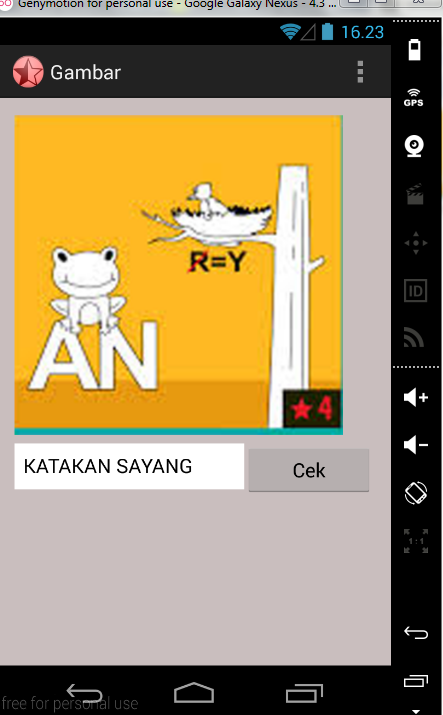 Genymotion for personal use - Google Galaxy Nexus - 4.3 ...
16.23
Gambar
GPS
R=Y
AN
4
KATAKAN SAYANG
Cek
ID
1:1
free for personal use